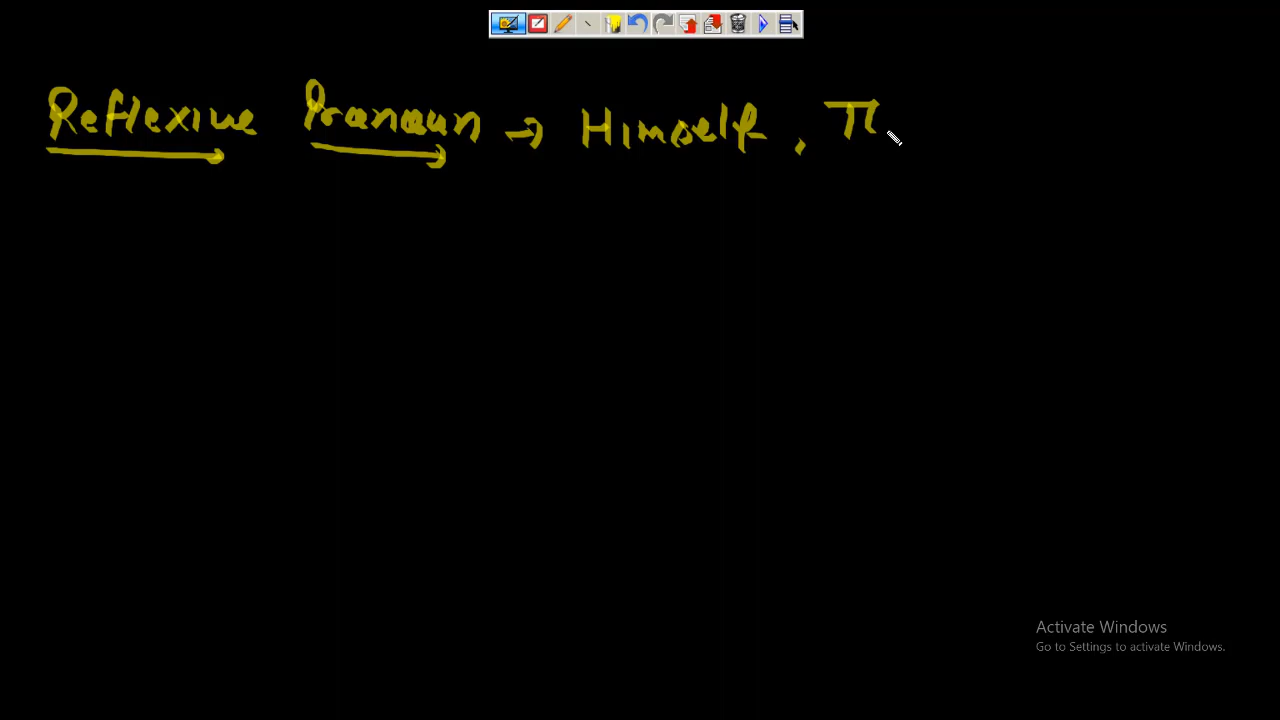 Reflexive Pronoun → Himself,
Activate Windows
Go to Settings to activate Windows.